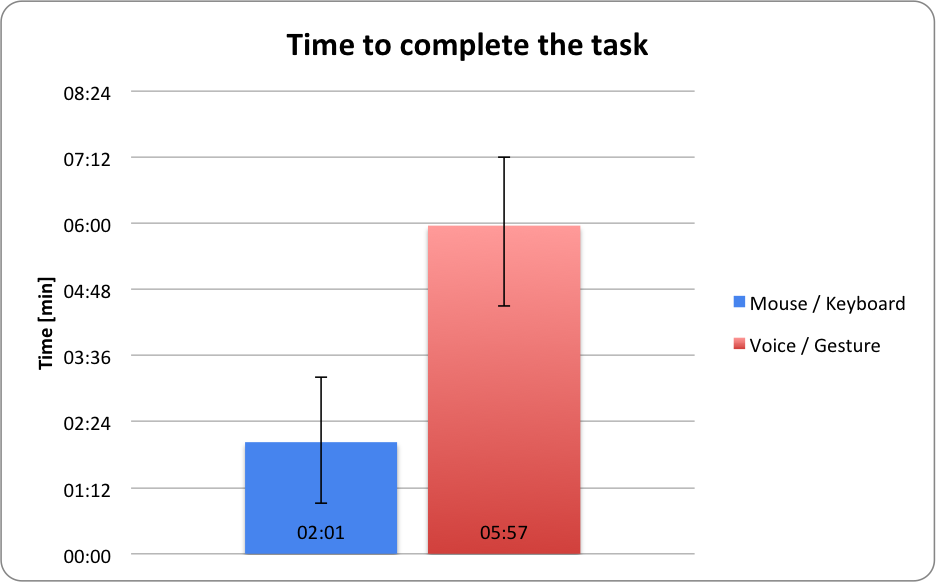 Time to complete the task
08:24
07:12
06:00
04:48
03:36
02:24
01:12
00:00
Time [min]
02:01
05:57
Mouse / Keyboard
Voice / Gesture